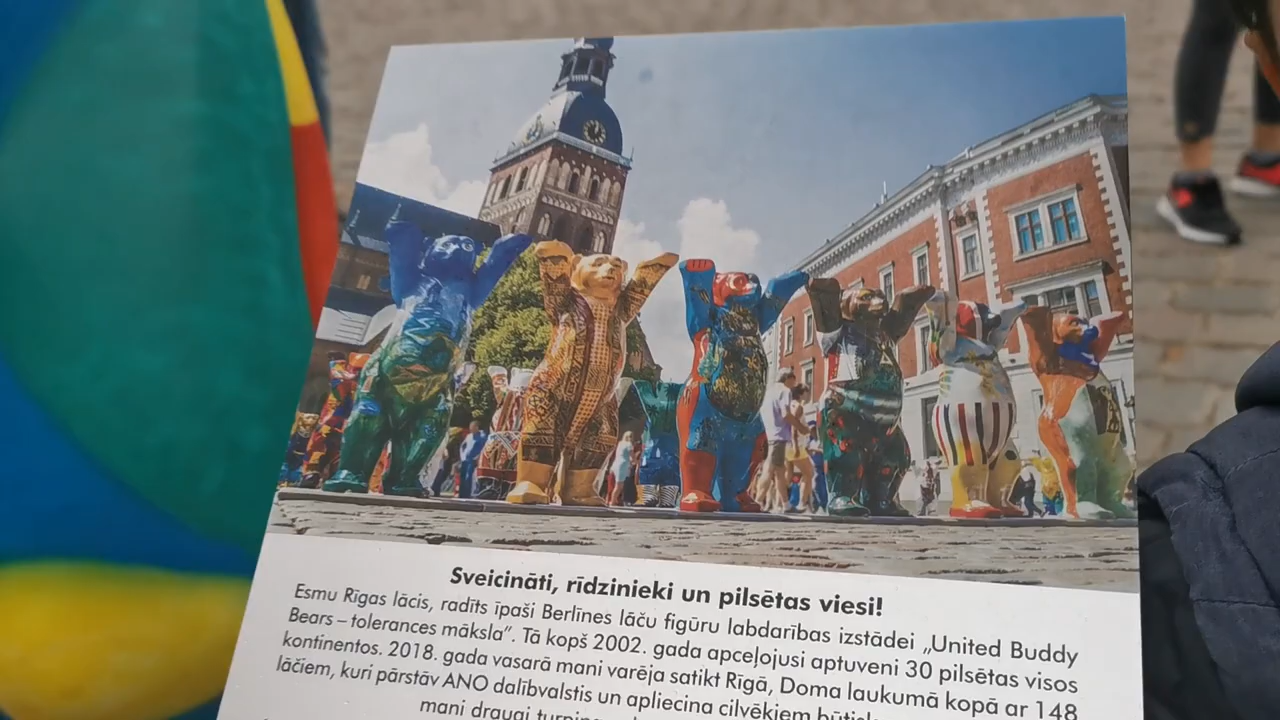 Sveicināti, rīdzinieki un pilsētas viesi!
Esmu Rīgas lācis, radīts īpaši Berlīnes lāču figūru labdarības izstādei „United Buddy
Bears – tolerances māksla”. Tā kopš 2002. gada apceļojusi aptuveni 30 pilsētas visos
kontinentos. 2018. gada vasarā mani varēja satikt Rīgā, Doma laukumā kopā ar 148
lāčiem, kuri pārstāv ANO dalībvalstis un apliecina cilvēkiem
mani draugi